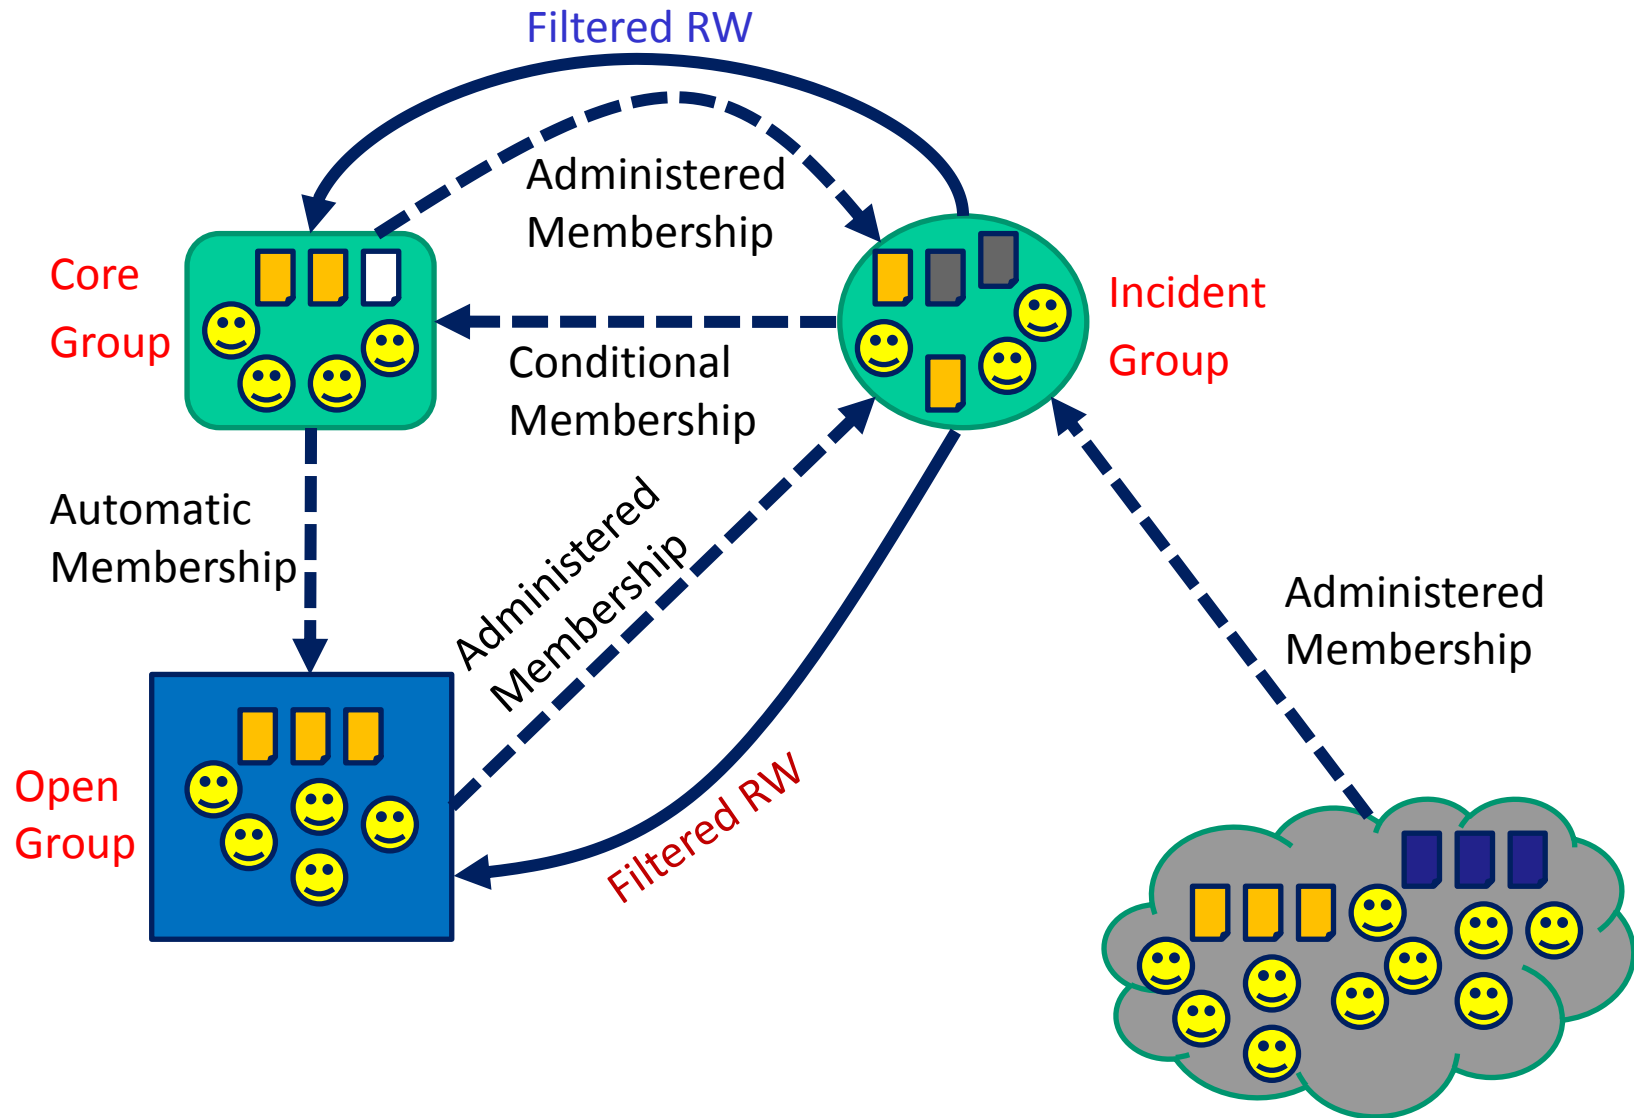 Filtered RW
Administered
Membership
Core
Group
Incident
Group
Conditional
Membership
Automatic
Membership
Administered
Membership
Administered
Membership
Open
Group
Filtered RW